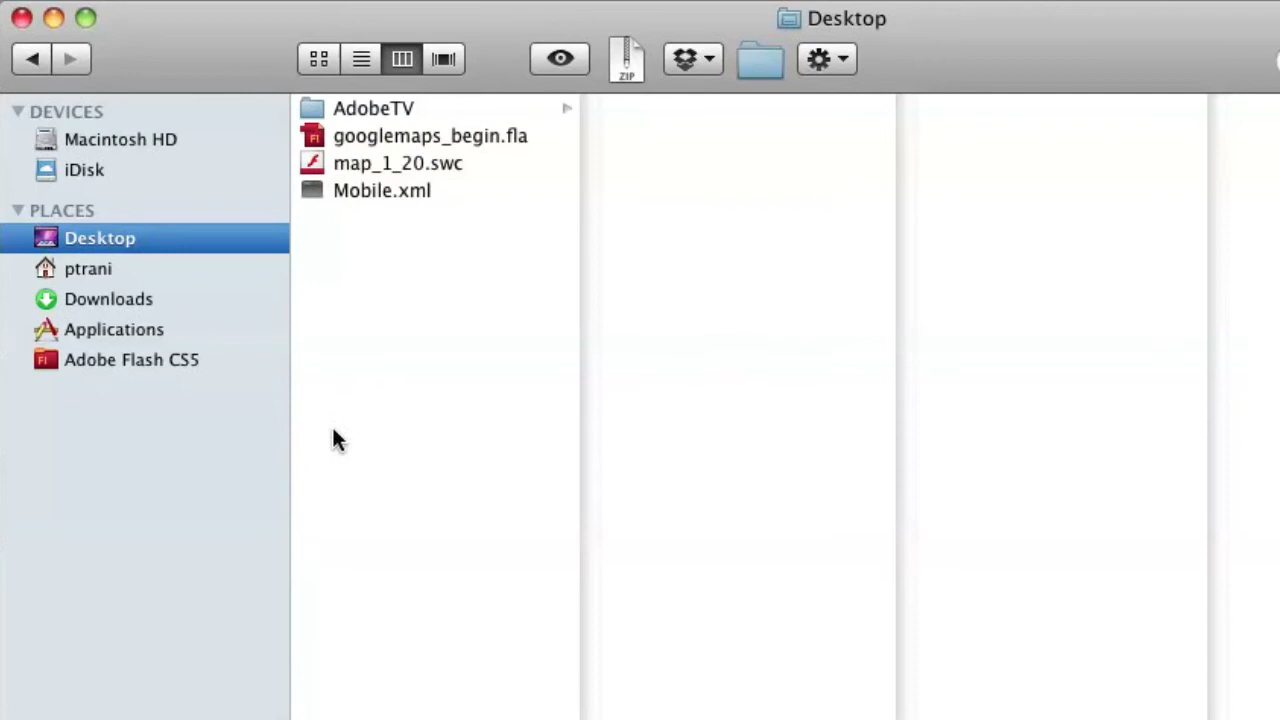 Desktop
ZIP
DEVICES
Macintosh HD
iDisk
PLACES
Desktop
ptrani
Downloads
Applications
Adobe Flash CS5
AdobeTV
googlemaps_begin.fla
map_1_20.swc
Mobile.xml